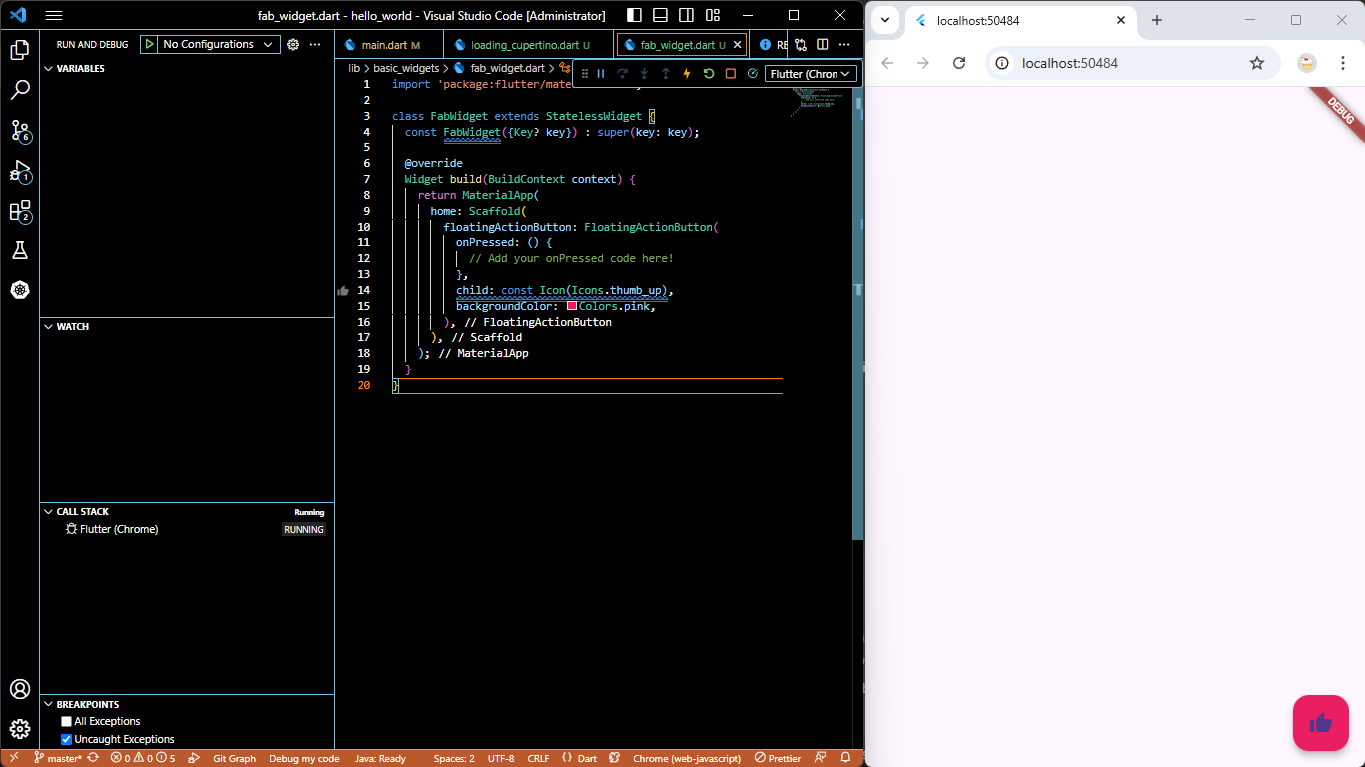 fab_widget.dart - hello_world - Visual Studio Code [Administrator]
RUN AND DEBUG
No Configurations
main.dart M
loading_cupertino.dart U
fab_widget.dart U
RE
VARIABLES
lib > basic_widgets > fab_widget.dart >
Flutter (Chrom
1 import 'package:flutter/mate
2
3 class FabWidget extends StatelessWidget {
4 const FabWidget({Key? key}) : super(key: key);
5
6 @override
7 Widget build(BuildContext context) {
8 return MaterialApp(
9 home: Scaffold(
10 floatingActionButton: FloatingActionButton(
11 onPressed: () {
12 // Add your onPressed code here!
13 },
14 child: const Icon(Icons.thumb_up),
15 backgroundColor: Colors.pink,
16 ), // FloatingActionButton
17 ), // Scaffold
18 ); // MaterialApp
19 }
20 }
6
1
2
WATCH
CALL STACK
Running
Flutter (Chrome)
RUNNING
BREAKPOINTS
All Exceptions
Uncaught Exceptions
master*
0 0 5
Git Graph
Debug my code
Java: Ready
Spaces: 2
UTF-8
CRLF
{} Dart
Chrome (web-javascript)
Prettier
localhost:50484
localhost:50484
DEBUG